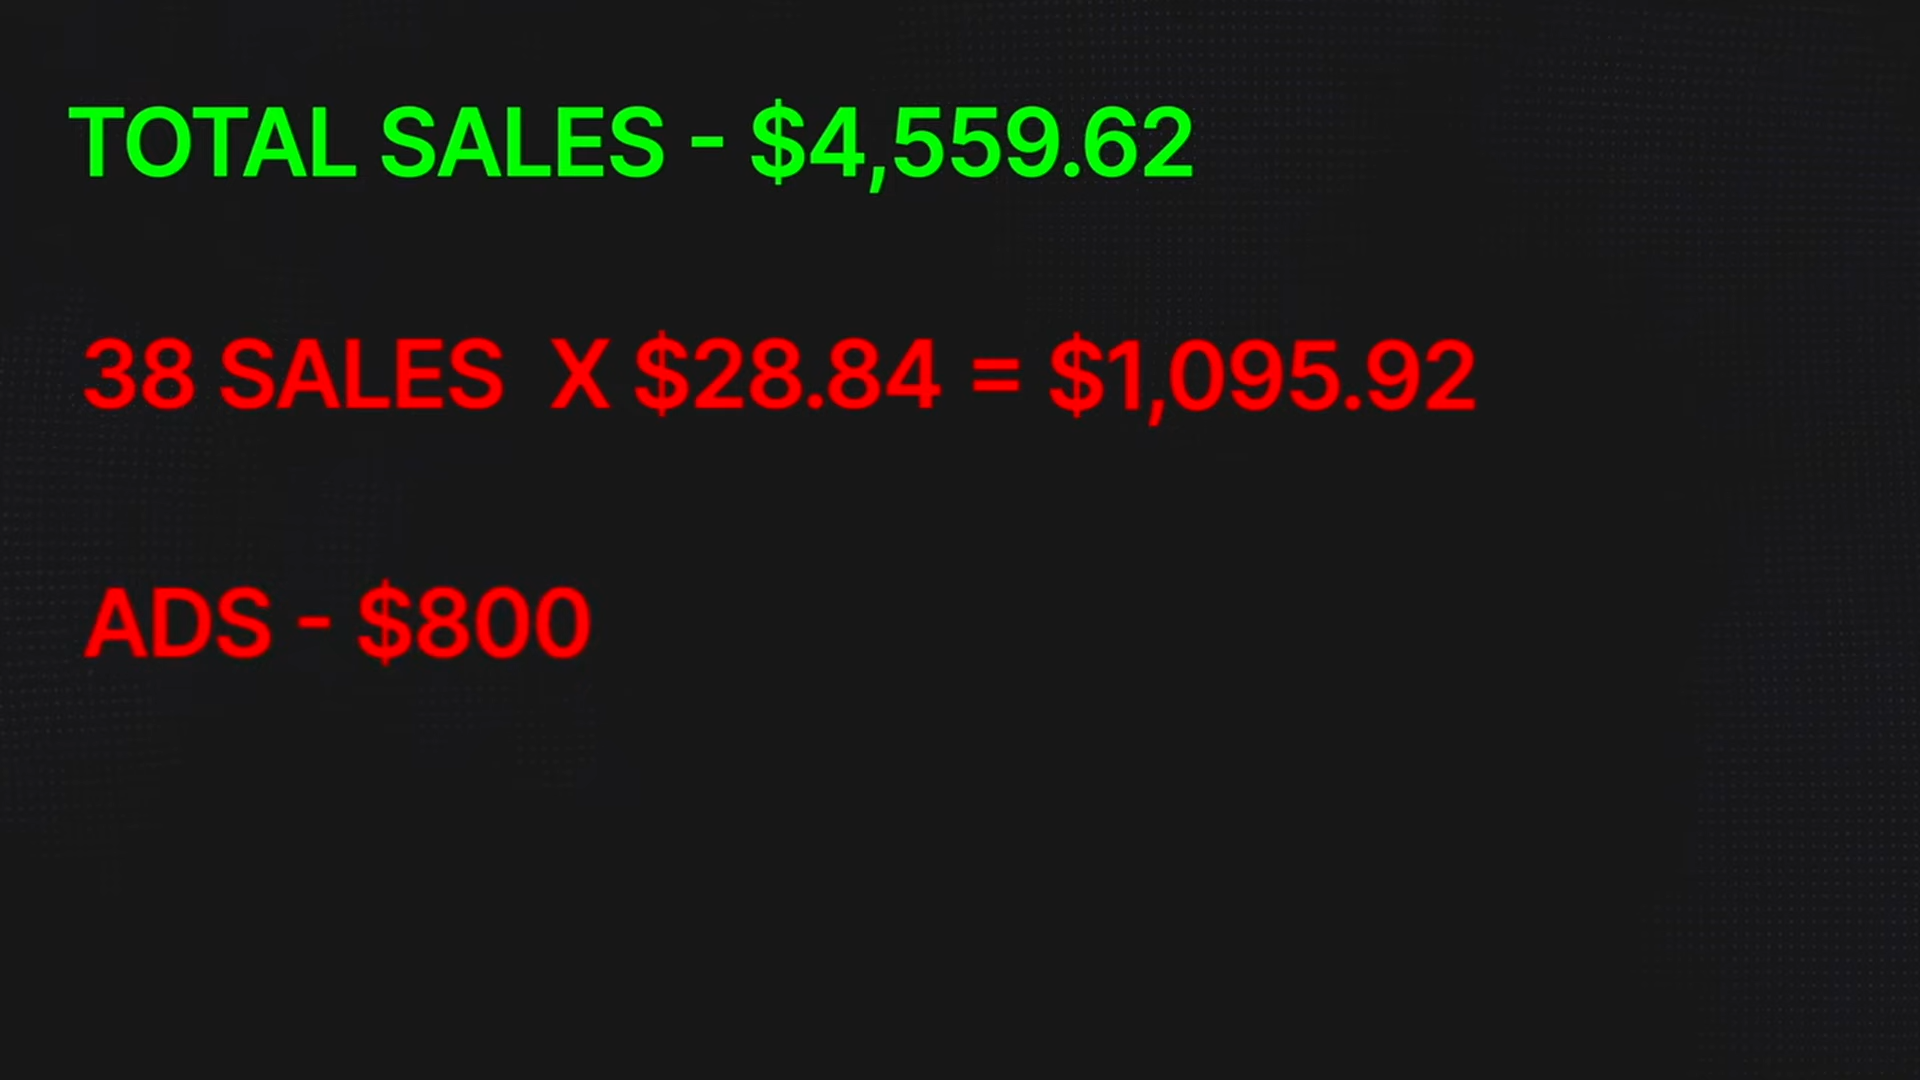 TOTAL SALES - $4,559.62
38 SALES X $28.84 = $1,095.92
ADS - $800